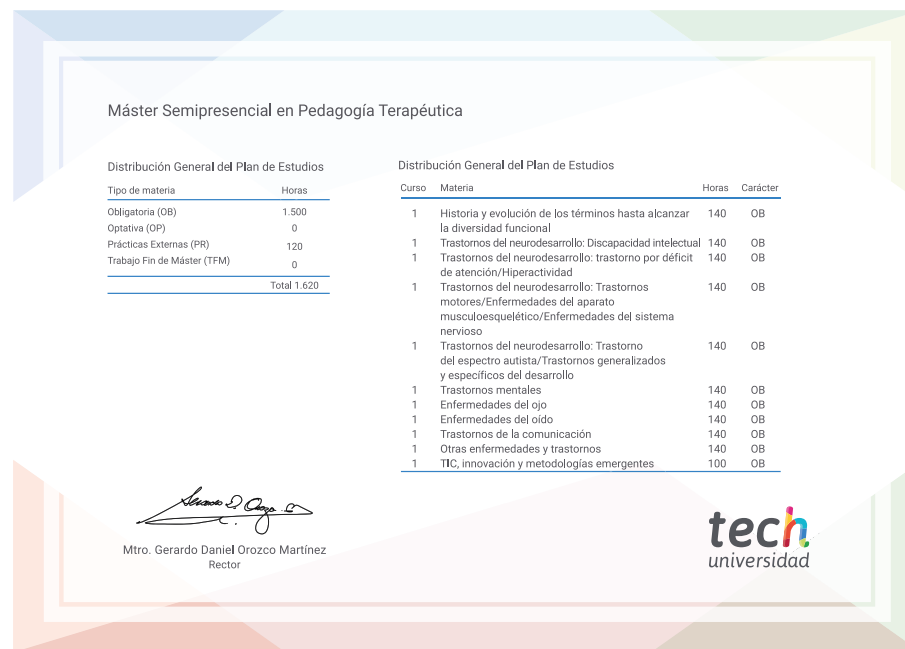 Máster Semipresencial en Pedagogía Terapéutica
Distribución General del Plan de Estudios
Tipo de materia Horas
Obligatoria (OB) 1.500
Optativa (OP) 0
Prácticas Externas (PR) 120
Trabajo Fin de Máster (TFM) 0
Total 1.620
Distribución General del Plan de Estudios
Curso Materia Horas Carácter
1 Historia y evolución de los términos hasta alcanzar 140 OB
la diversidad funcional
1 Trastornos del neurodesarrollo: Discapacidad intelectual 140 OB
1 Trastornos del neurodesarrollo: trastorno por déficit 140 OB
de atención/Hiperactividad
1 Trastornos del neurodesarrollo: Trastornos 140 OB
motores/Enfermedades del aparato
musculoesquelético/Enfermedades del sistema
nervioso
1 Trastornos del neurodesarrollo: Trastorno 140 OB
del espectro autista/Trastornos generalizados
y específicos del desarrollo
1 Trastornos mentales 140 OB
1 Enfermedades del ojo 140 OB
1 Enfermedades del oído 140 OB
1 Trastornos de la comunicación 140 OB
1 Otras enfermedades y trastornos 140 OB
1 TIC, innovación y metodologías emergentes 100 OB
Mtro. Gerardo Daniel Orozco Martínez
Rector
tech
universidad